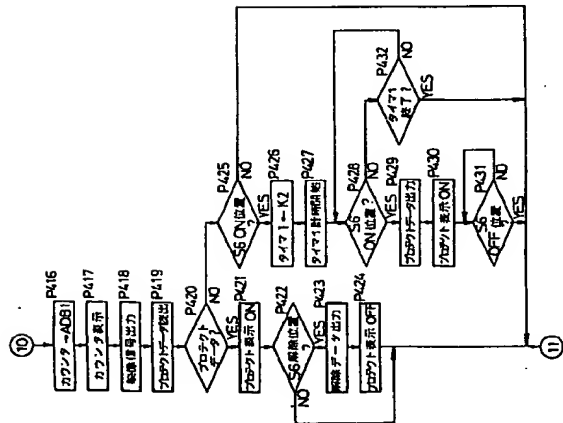 ⑩
P416
カウンタ→ADB1
P417
カウンタ表示
P418
映像信号出力
P419
プロテクトデータ読出
P420
プロテクト
データ?
NO
YES
P421
プロテクト表示ON
P422
S6解除位置
?
NO
YES
P423
解除データ出力
P424
プロテクト表示OFF
P425
S6 ON位置
?
NO
YES
P426
タイマ1←K2
P427
タイマ1計時開始
P428
S6
ON位置?
NO
YES
P429
プロテクトデータ出力
P430
プロテクト表示ON
P431
S6
OFF位置
?
NO
YES
P432
タイマ1
終了?
NO
YES
⑪